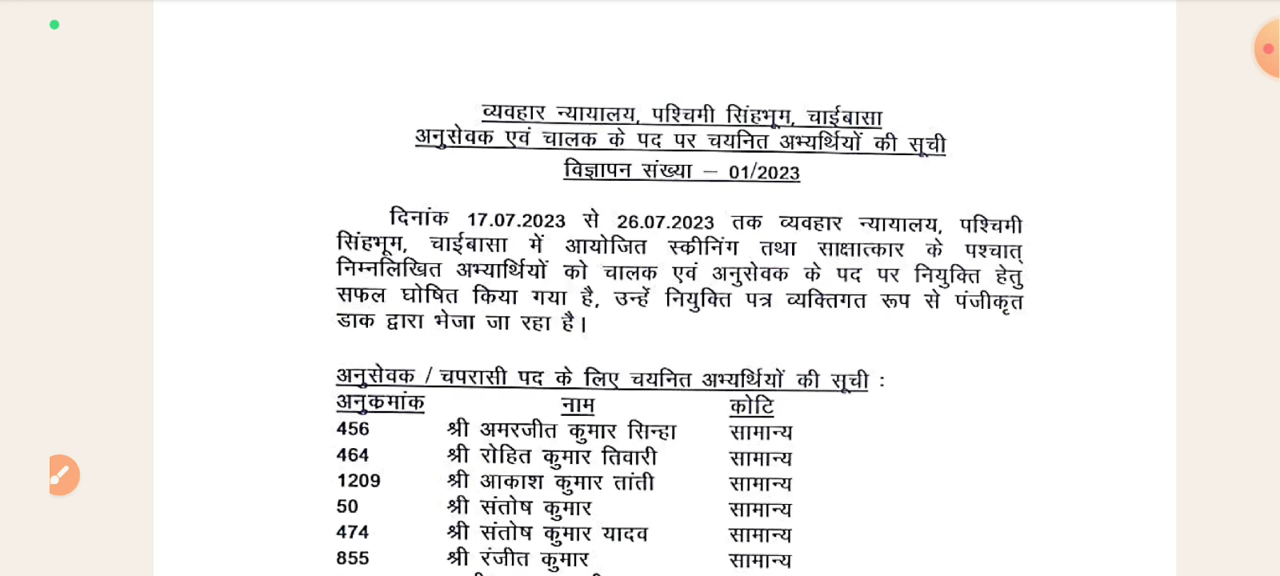 व्यवहार न्यायालय, पश्चिमी सिंहभूम, चाईबासा
अनुसेवक एवं चालक के पद पर चयनित अभ्यर्थियों की सूची
विज्ञापन संख्या – 01/2023
दिनांक 17.07.2023 से 26.07.2023 तक व्यवहार न्यायालय, पश्चिमी
सिंहभूम, चाईबासा में आयोजित स्कीनिंग तथा साक्षात्कार के पश्चात्
निम्नलिखित अभ्यार्थियों को चालक एवं अनुसेवक के पद पर नियुक्ति हेतु
सफल घोषित किया गया है, उन्हें नियुक्ति पत्र व्यक्तिगत रूप से पंजीकृत
डाक द्वारा भेजा जा रहा है।
अनुसेवक / चपरासी पद के लिए चयनित अभ्यर्थियों की सूची :
अनुकमांक नाम कोटि
456 श्री अमरजीत कुमार सिन्हा सामान्य
464 श्री रोहित कुमार तिवारी सामान्य
1209 श्री आकाश कुमार तांती सामान्य
50 श्री संतोष कुमार सामान्य
474 श्री संतोष कुमार यादव सामान्य
855 श्री रंजीत कुमार सामान्य